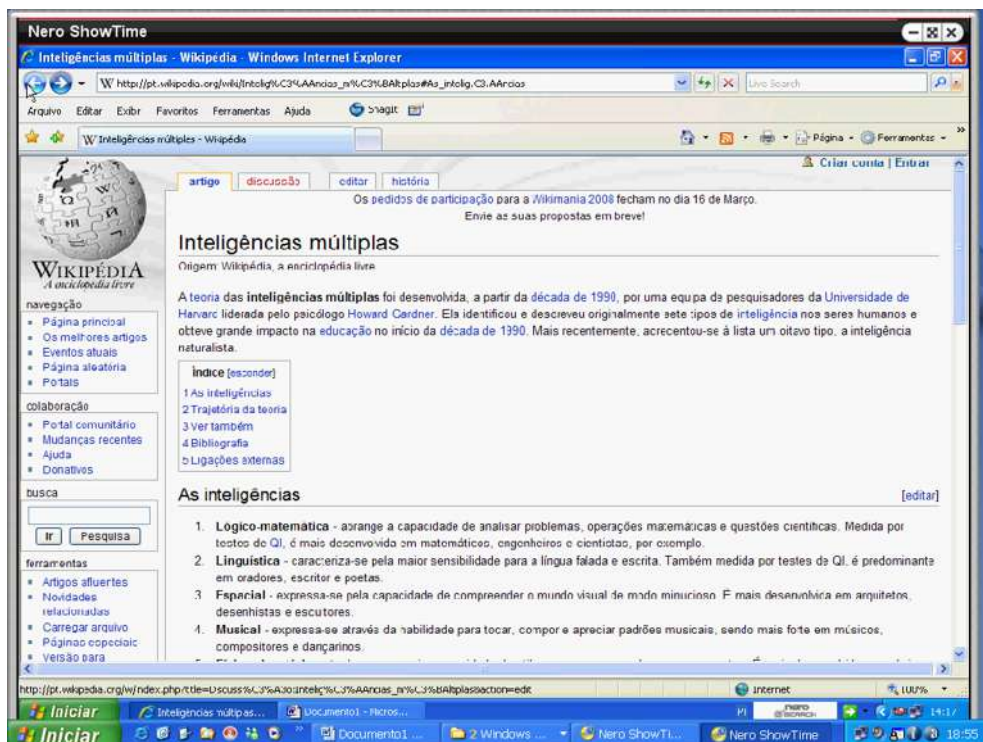 Nero ShowTime
Inteligências múltiplas - Wikipédia - Windows Internet Explorer
Live Search
Arquivo Editar Exibir Favoritos Ferramentas Ajuda SnagIt
Inteligências múltiplas - Wikipédia
Página Ferramentas
Criar conta | Entrar
artigo discussão editar história
Os pedidos de participação para a Wikimania 2008 fecham no dia 16 de Março.
Envie as suas propostas em breve!
WIKIPÉDIA
A enciclopédia livre
navegação
Página principal
Os melhores artigos
Eventos atuais
Página aleatória
Portais
colaboração
Portal comunitário
Mudanças recentes
Ajuda
Donativos
busca
Ir Pesquisa
ferramentas
Artigos afluentes
Novidades
relacionadas
Carregar arquivo
Páginas especiais
Versão para
Inteligências múltiplas
Origem: Wikipédia, a enciclopédia livre
A teoria das inteligências múltiplas foi desenvolvida, a partir da década de 1990, por uma equipa de pesquisadores da Universidade de
Harvard liderada pelo psicólogo Howard Gardner. Ela identificou e descreveu originalmente sete tipos de inteligência nos seres humanos e
obteve grande impacto na educação no início da década de 1990. Mais recentemente, acrecentou-se à lista um oitavo tipo, a inteligência
naturalista.
Índice [esconder]
1 As inteligências
2 Trajetória da teoria
3 Ver também
4 Bibliografia
5 Ligações externas
As inteligências [editar]
1. Lógico-matemática - abrange a capacidade de analisar problemas, operações matemáticas e questões científicas. Medida por
testes de QI, é mais desenvolvida em matemáticos, engenheiros e cientistas, por exemplo.
2. Linguística - caracteriza-se pela maior sensibilidade para a língua falada e escrita. Também medida por testes de QI, é predominante
em oradores, escritor e poetas.
3. Espacial - expressa-se pela capacidade de compreender o mundo visual de modo minucioso. É mais desenvolvida em arquitetos,
desenhistas e escutores.
4. Musical - expressa-se através da habilidade para tocar, compor e apreciar padrões musicais, sendo mais forte em músicos,
compositores e dançarinos.
Internet 100%
Iniciar Inteligências múltiplas... Documento1 - Micros... PT 14:17
Iniciar Documento1 ... 2 Windows ... Nero ShowTi... Nero ShowTime 18:55